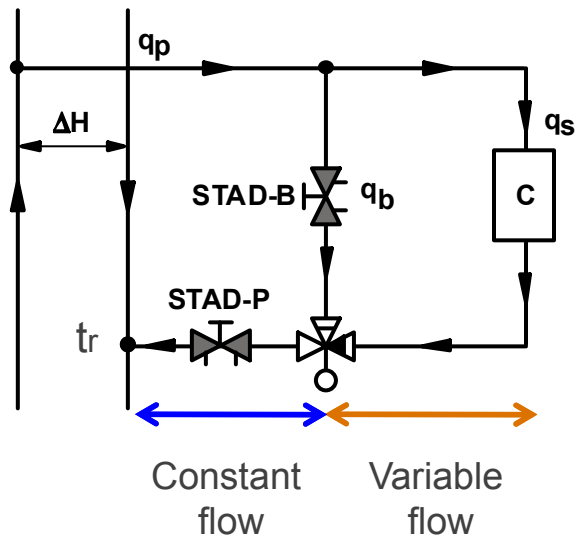 qp
ΔH
qs
STAD-B
qb
C
STAD-P
tr
Constant
flow
Variable
flow